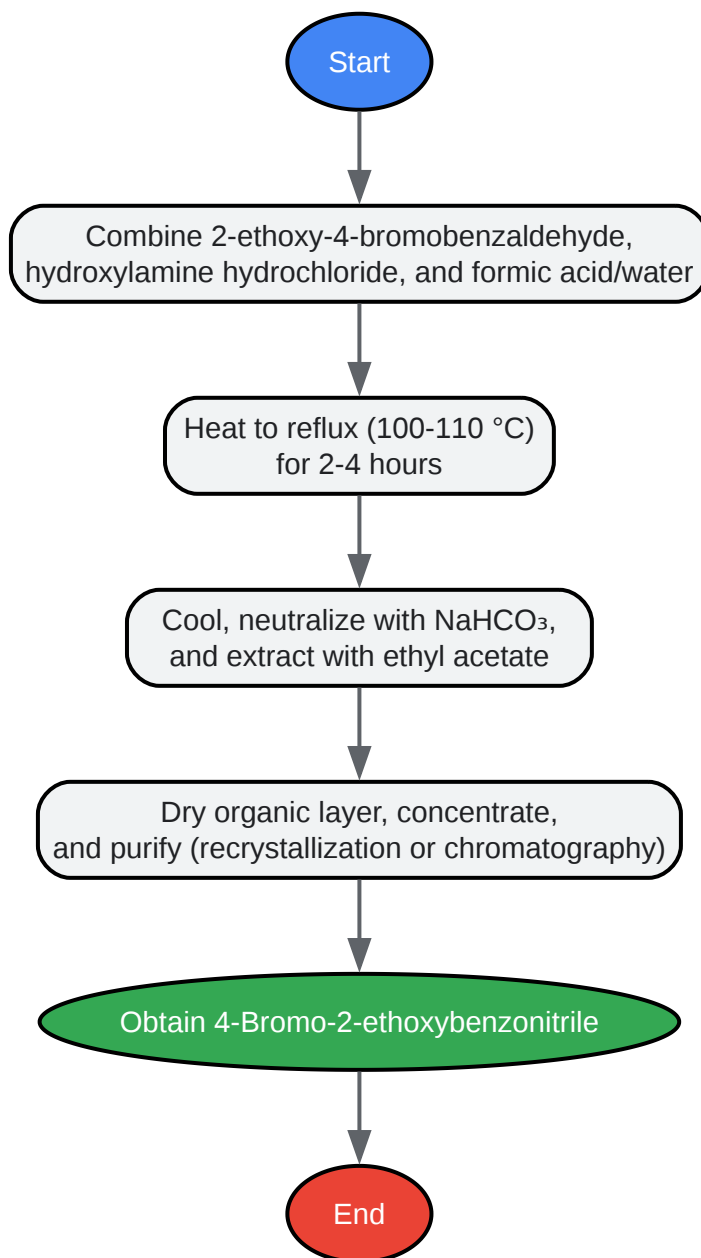 Start
Combine 2-ethoxy-4-bromobenzaldehyde,
hydroxylamine hydrochloride, and formic acid/water
Heat to reflux (100-110 °C)
for 2-4 hours
Cool, neutralize with NaHCO₃,
and extract with ethyl acetate
Dry organic layer, concentrate,
and purify (recrystallization or chromatography)
Obtain 4-Bromo-2-ethoxybenzonitrile
End